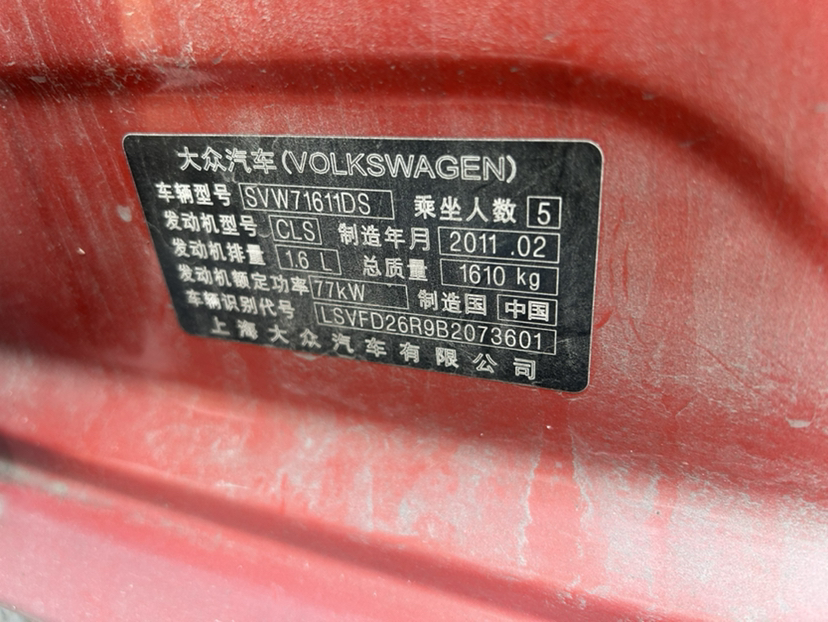 大众汽车(VOLKSWAGEN)
车辆型号 SVW71611DS 乘坐人数 5
发动机型号 CLS 制造年月 2011.02
发动机排量 1.6 L 总质量 1610 kg
发动机额定功率 77kW 制造国 中国
车辆识别代号 LSVFD26R9B2073601
上海大众汽车有限公司